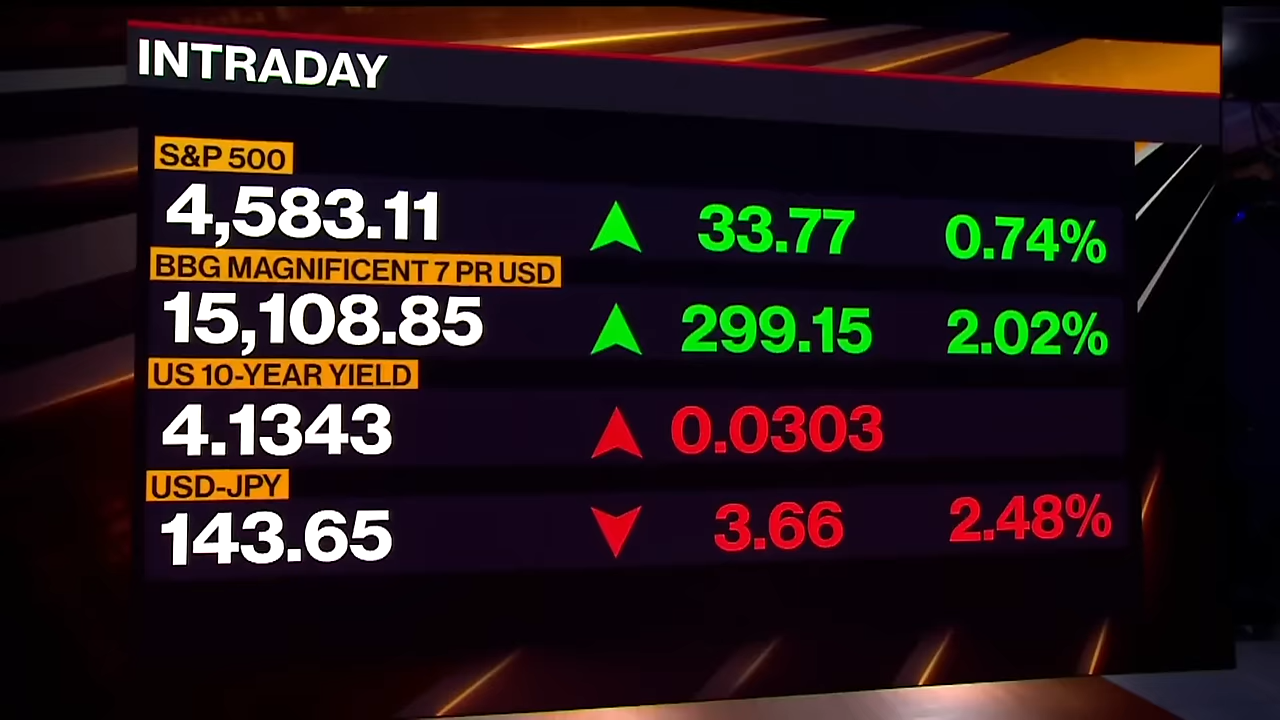 INTRADAY
S&P 500
4,583.11 ▲ 33.77 0.74%
BBG MAGNIFICENT 7 PR USD
15,108.85 ▲ 299.15 2.02%
US 10-YEAR YIELD
4.1343 ▲ 0.0303
USD-JPY
143.65 ▼ 3.66 2.48%